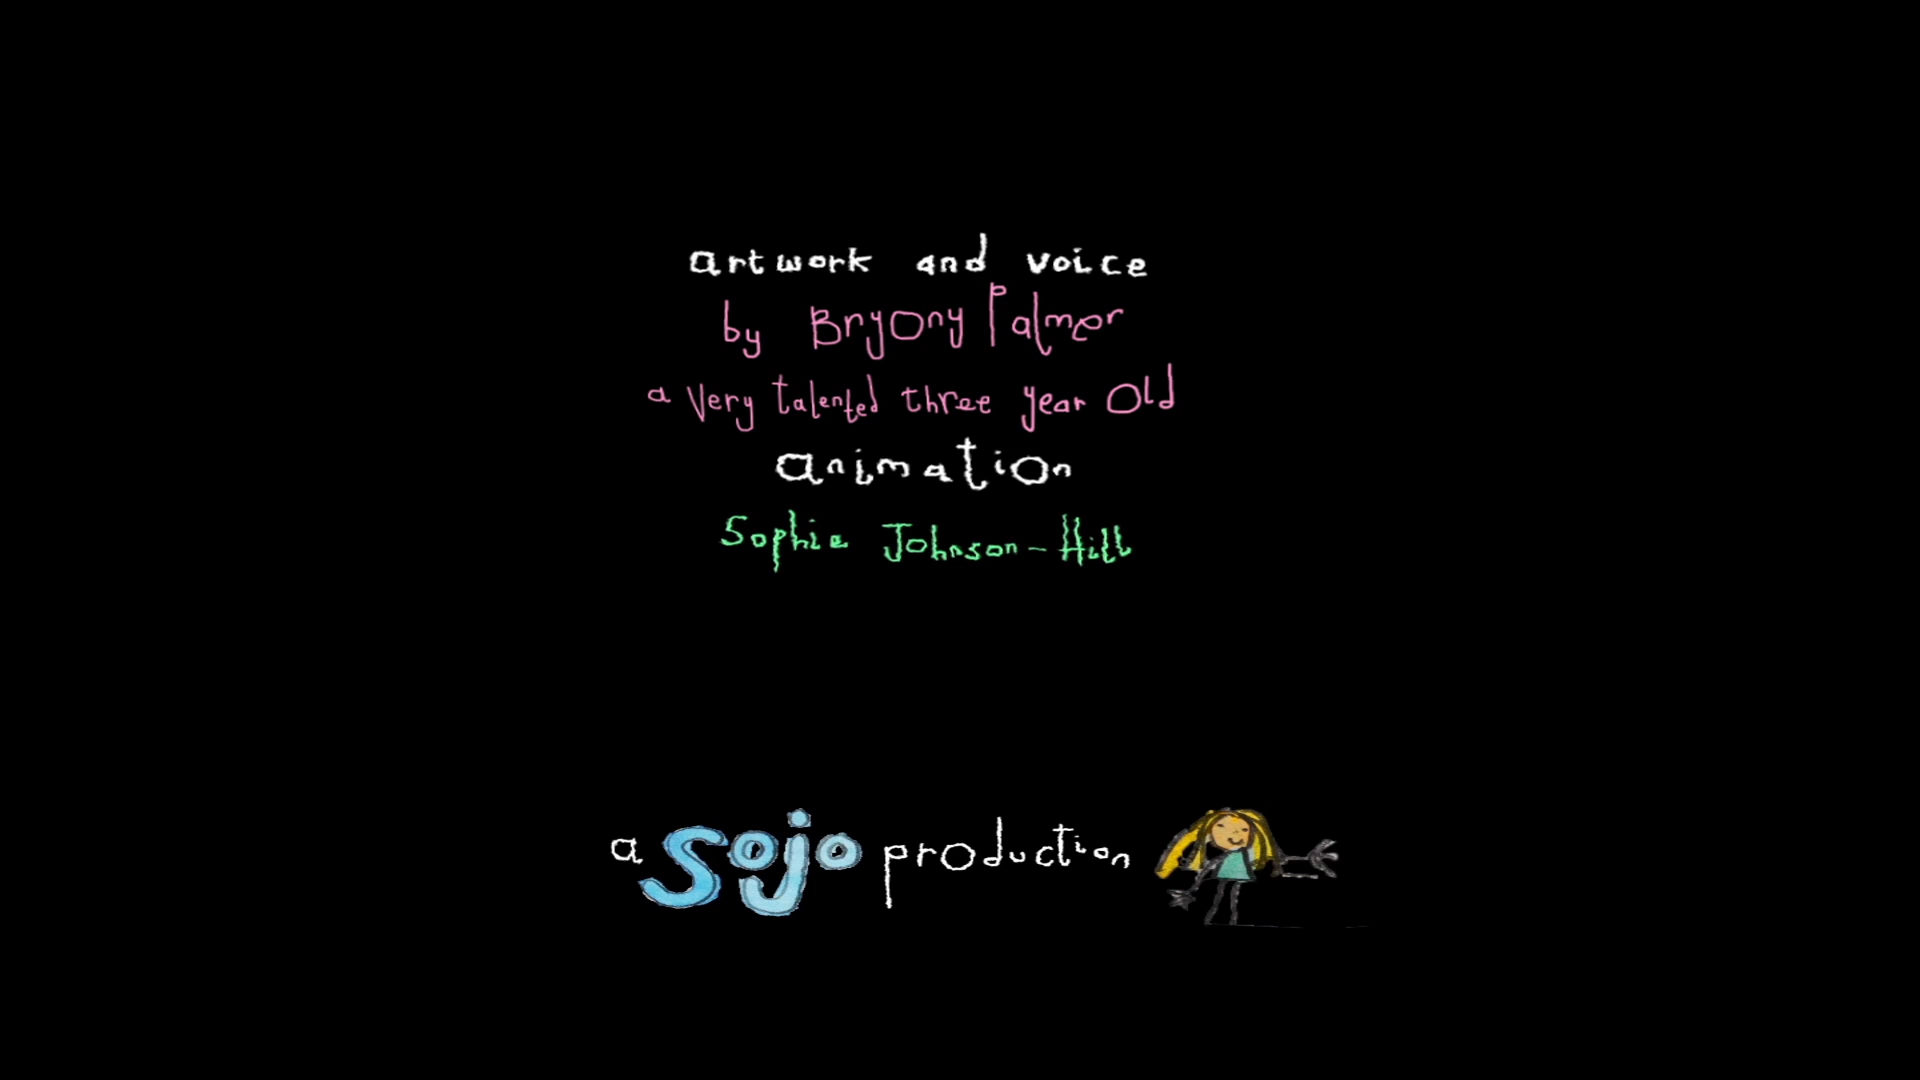 artwork and voice
by Bryony Palmer
a very talented three year old
animation
Sophie Johnson-Hill
a sojo production